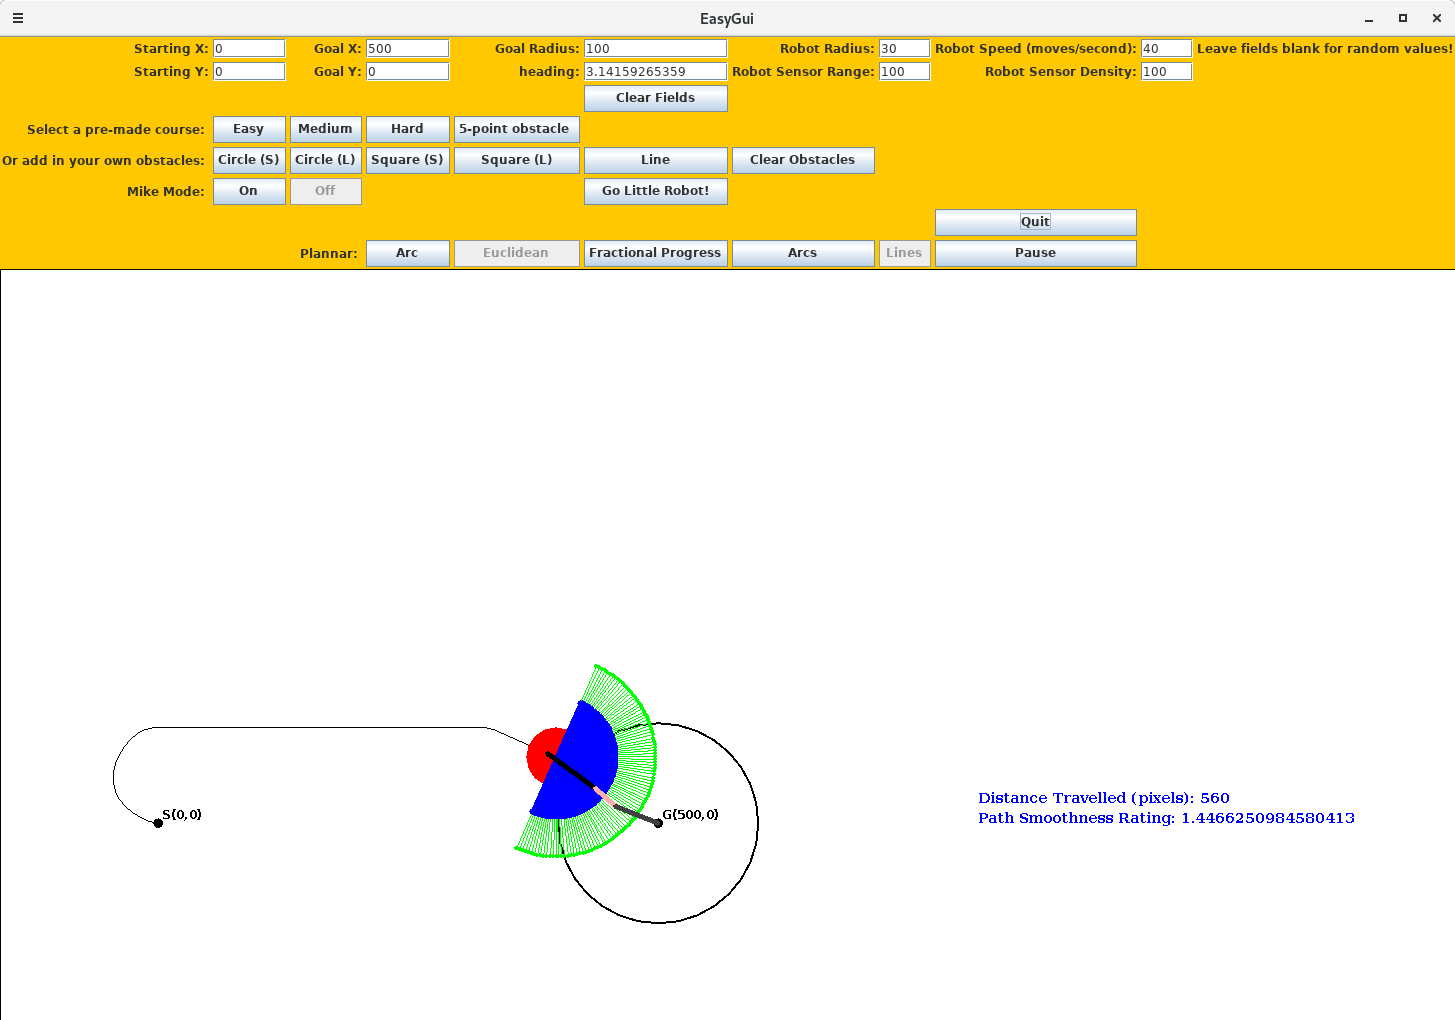 EasyGui
Starting X: 0 Goal X: 500 Goal Radius: 100 Robot Radius: 30 Robot Speed (moves/second): 40 Leave fields blank for random values!
Starting Y: 0 Goal Y: 0 heading: 3.14159265359 Robot Sensor Range: 100 Robot Sensor Density: 100
Clear Fields
Select a pre-made course: Easy Medium Hard 5-point obstacle
Or add in your own obstacles: Circle (S) Circle (L) Square (S) Square (L) Line Clear Obstacles
Mike Mode: On Off Go Little Robot!
Quit
Plannar: Arc Euclidean Fractional Progress Arcs Lines Pause
Distance Travelled (pixels): 560
S(0,0) G(500,0)
Path Smoothness Rating: 1.4466250984580413